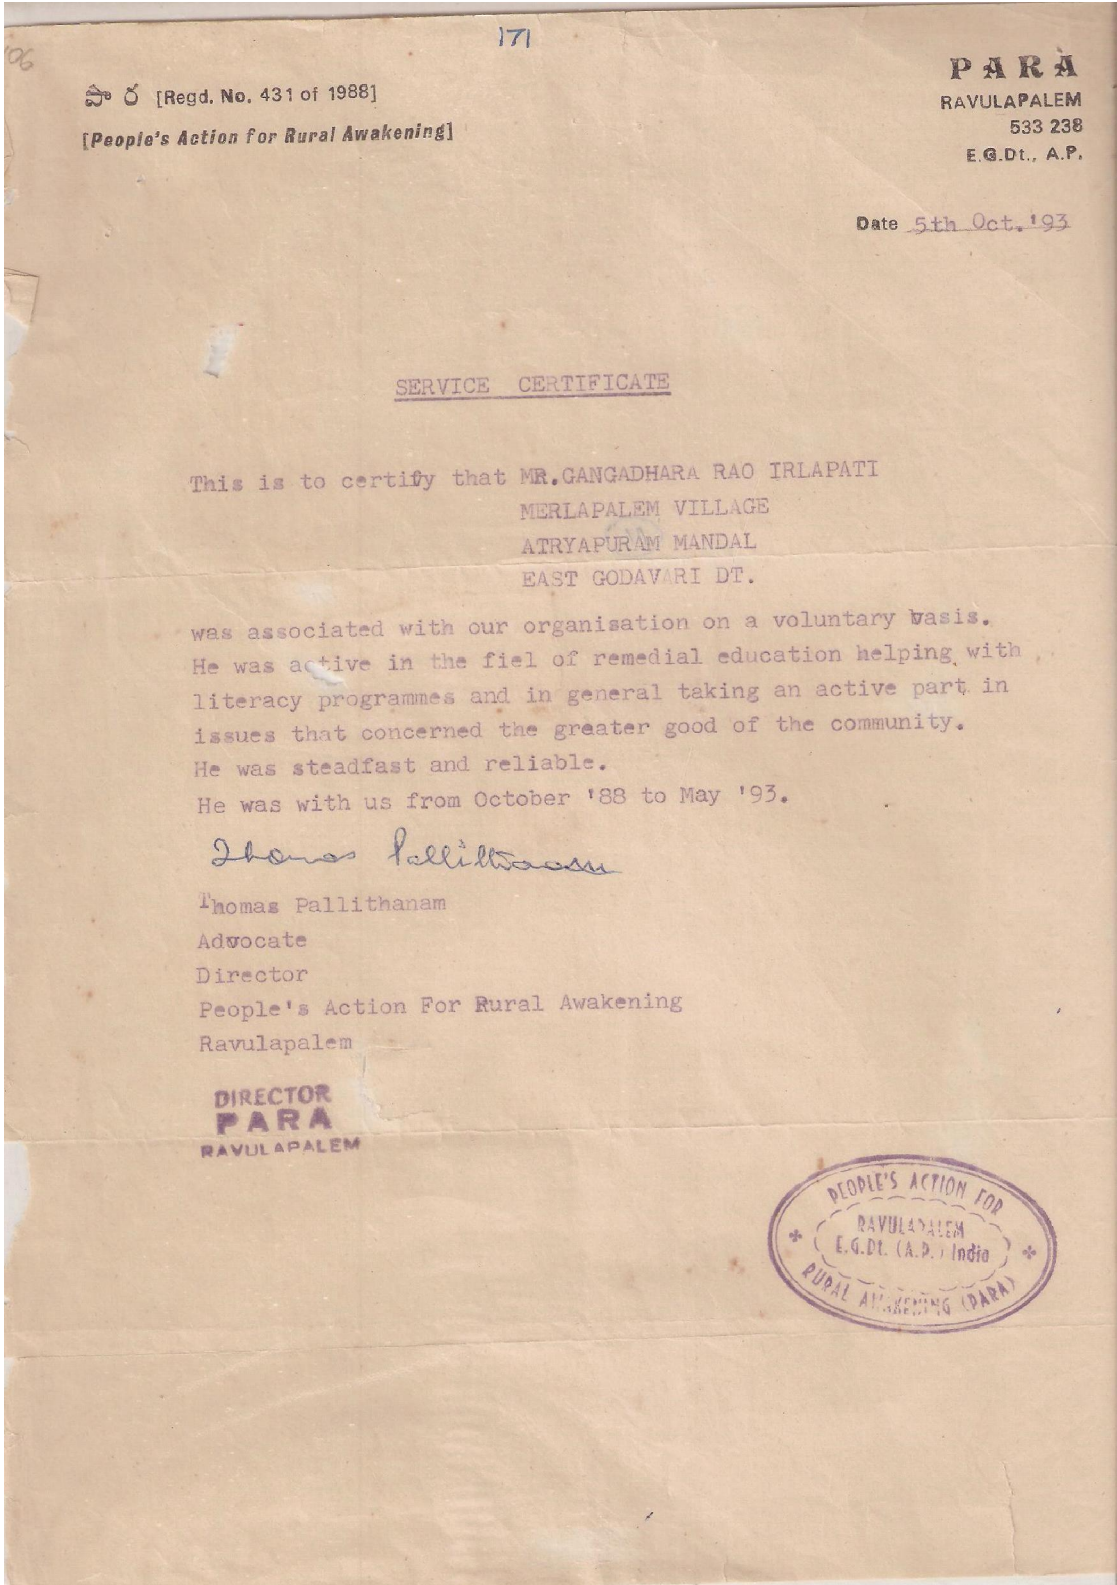 171
'06
పా ర [Regd. No. 431 of 1988]
[People's Action for Rural Awakening]
PARA
RAVULAPALEM
533 238
E.G.Dt., A.P.
Date 5th Oct.'93
SERVICE CERTIFICATE
This is to certify that MR.GANGADHARA RAO IRLAPATI
MERLAPALEM VILLAGE
ATRYAPURAM MANDAL
EAST GODAVARI DT.
was associated with our organisation on a voluntary basis.
He was active in the fiel of remedial education helping with
literacy programmes and in general taking an active part in
issues that concerned the greater good of the community.
He was steadfast and reliable.
He was with us from October '88 to May '93.
Thomas Pallithanam
Thomas Pallithanam
Advocate
Director
People's Action For Rural Awakening
Ravulapalem
DIRECTOR
PARA
RAVULAPALEM
PEOPLE'S ACTION FOR
RAVULAPALEM
E.G.Dt. (A.P.) India
RURAL AWAKENING (PARA)